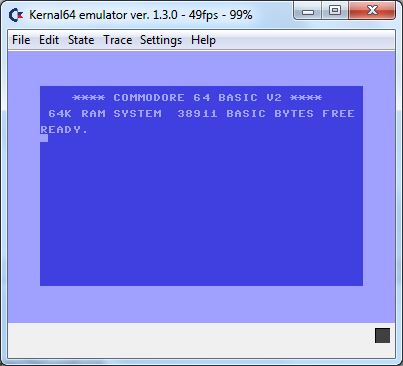 Kernal64 emulator ver. 1.3.0 - 49fps - 99%
File Edit State Trace Settings Help
**** COMMODORE 64 BASIC V2 ****
64K RAM SYSTEM 38911 BASIC BYTES FREE
READY.